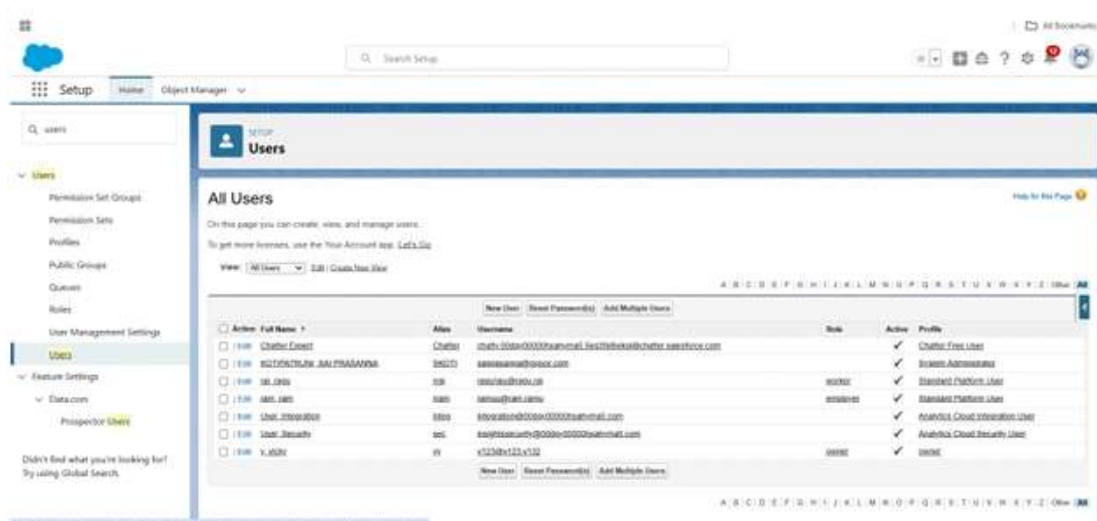 All Bookmarks
Search Setup
12
Setup
Home
Object Manager
users
SETUP
Users
Users
Permission Set Groups
Permission Sets
Profiles
Public Groups
Queues
Roles
User Management Settings
Users
Feature Settings
Data.com
Prospector Users
Didn't find what you're looking for?
Try using Global Search.
All Users
Help for this Page
On this page you can create, view, and manage users.
To get more licenses, use the Your Account app. Let's Go
View: All Users Edit | Create New View
A | B | C | D | E | F | G | H | I | J | K | L | M | N | O | P | Q | R | S | T | U | V | W | X | Y | Z | Other | All
New User Reset Password(s) Add Multiple Users
Action Full Name Alias Username Role Active Profile
Edit Chatter Expert Chatter Chatter Free User
Edit System Administrator
Edit worker Standard Platform User
Edit employee Standard Platform User
Edit User, Integration integ Analytics Cloud Integration User
Edit User, Security sec Analytics Cloud Security User
Edit owner owner
New User Reset Password(s) Add Multiple Users
A | B | C | D | E | F | G | H | I | J | K | L | M | N | O | P | Q | R | S | T | U | V | W | X | Y | Z | Other | All